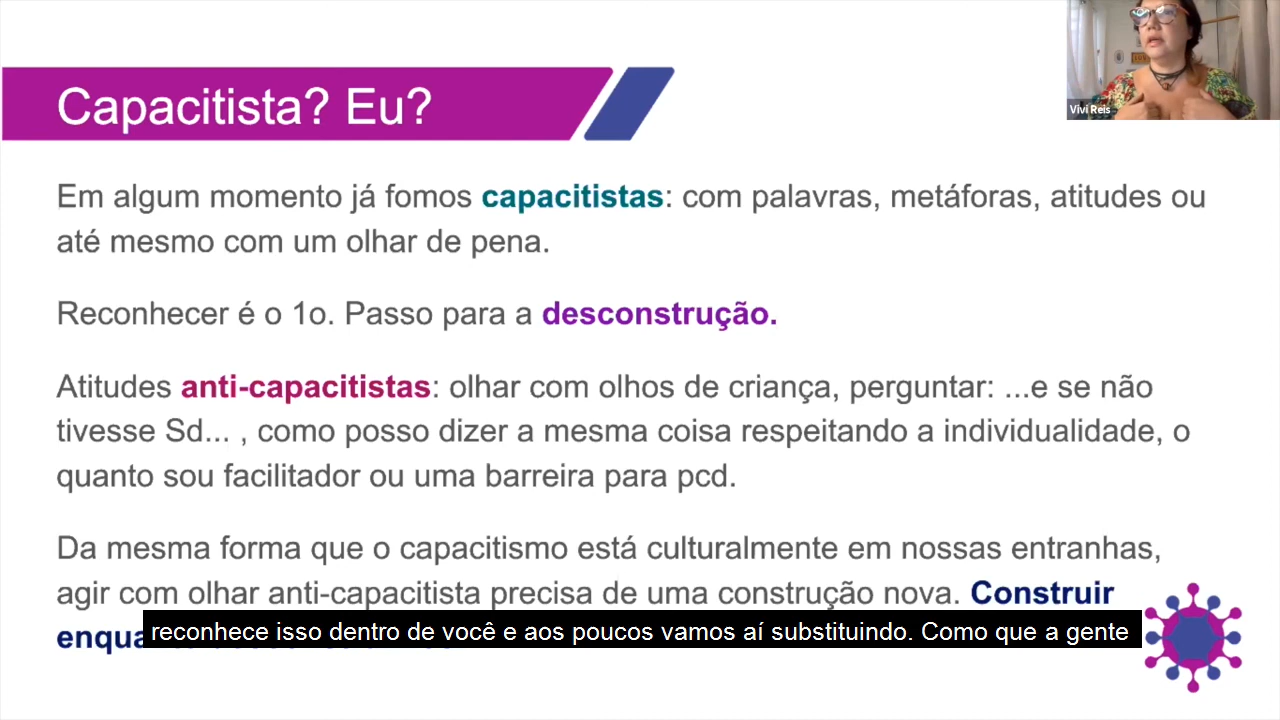 Capacitista? Eu?
Vivi Reis
Em algum momento já fomos capacitistas: com palavras, metáforas, atitudes ou
até mesmo com um olhar de pena.
Reconhecer é o 1o. Passo para a desconstrução.
Atitudes anti-capacitistas: olhar com olhos de criança, perguntar: ...e se não
tivesse Sd... , como posso dizer a mesma coisa respeitando a individualidade, o
quanto sou facilitador ou uma barreira para pcd.
Da mesma forma que o capacitismo está culturalmente em nossas entranhas,
agir com olhar anti-capacitista precisa de uma construção nova. Construir
reconhece isso dentro de você e aos poucos vamos aí substituindo. Como que a gente